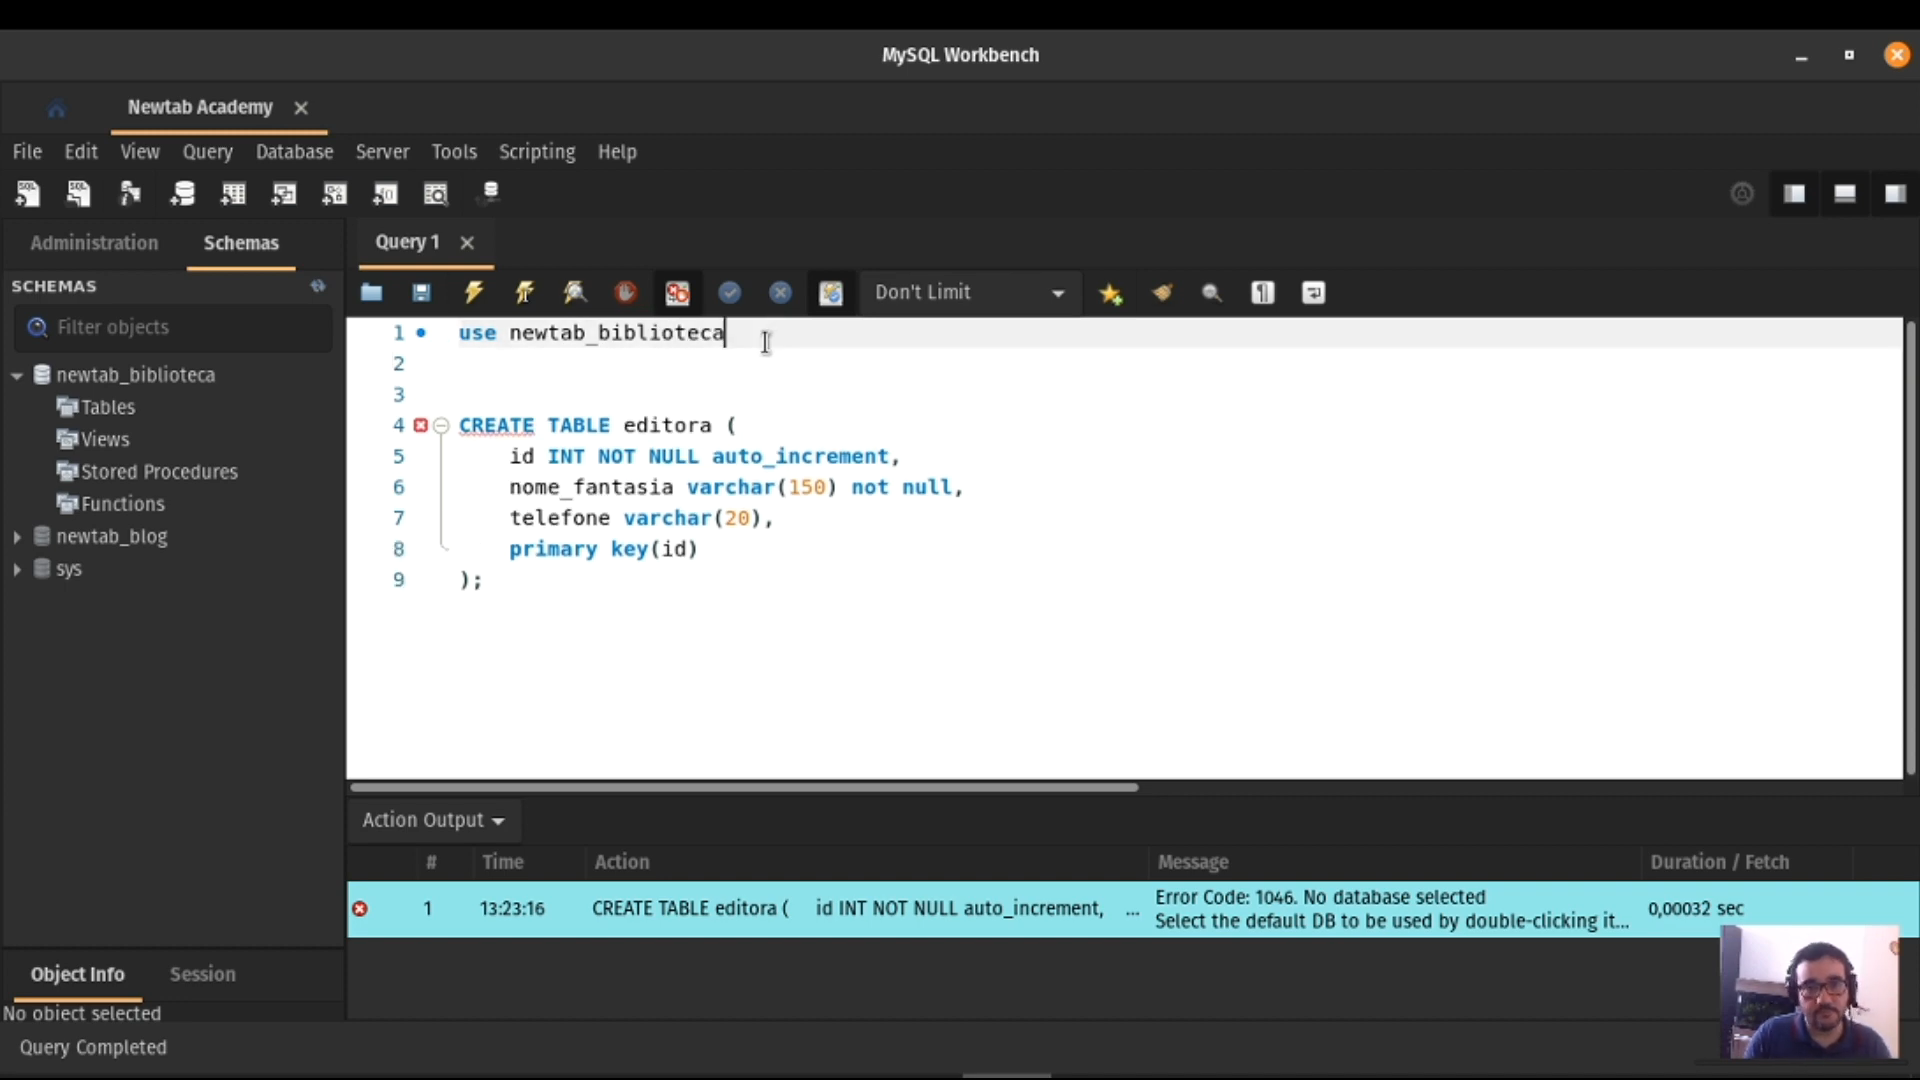 MySQL Workbench
Newtab Academy
File Edit View Query Database Server Tools Scripting Help
Administration Schemas
SCHEMAS
Filter objects
newtab_biblioteca
Tables
Views
Stored Procedures
Functions
newtab_blog
sys
Query 1
Don't Limit
1 use newtab_biblioteca
2
3
4 CREATE TABLE editora (
5 id INT NOT NULL auto_increment,
6 nome_fantasia varchar(150) not null,
7 telefone varchar(20),
8 primary key(id)
9 );
Action Output
# Time Action Message Duration / Fetch
1 13:23:16 CREATE TABLE editora ( id INT NOT NULL auto_increment, ... Error Code: 1046. No database selected 0,00032 sec
Select the default DB to be used by double-clicking it...
Object Info Session
No object selected
Query Completed